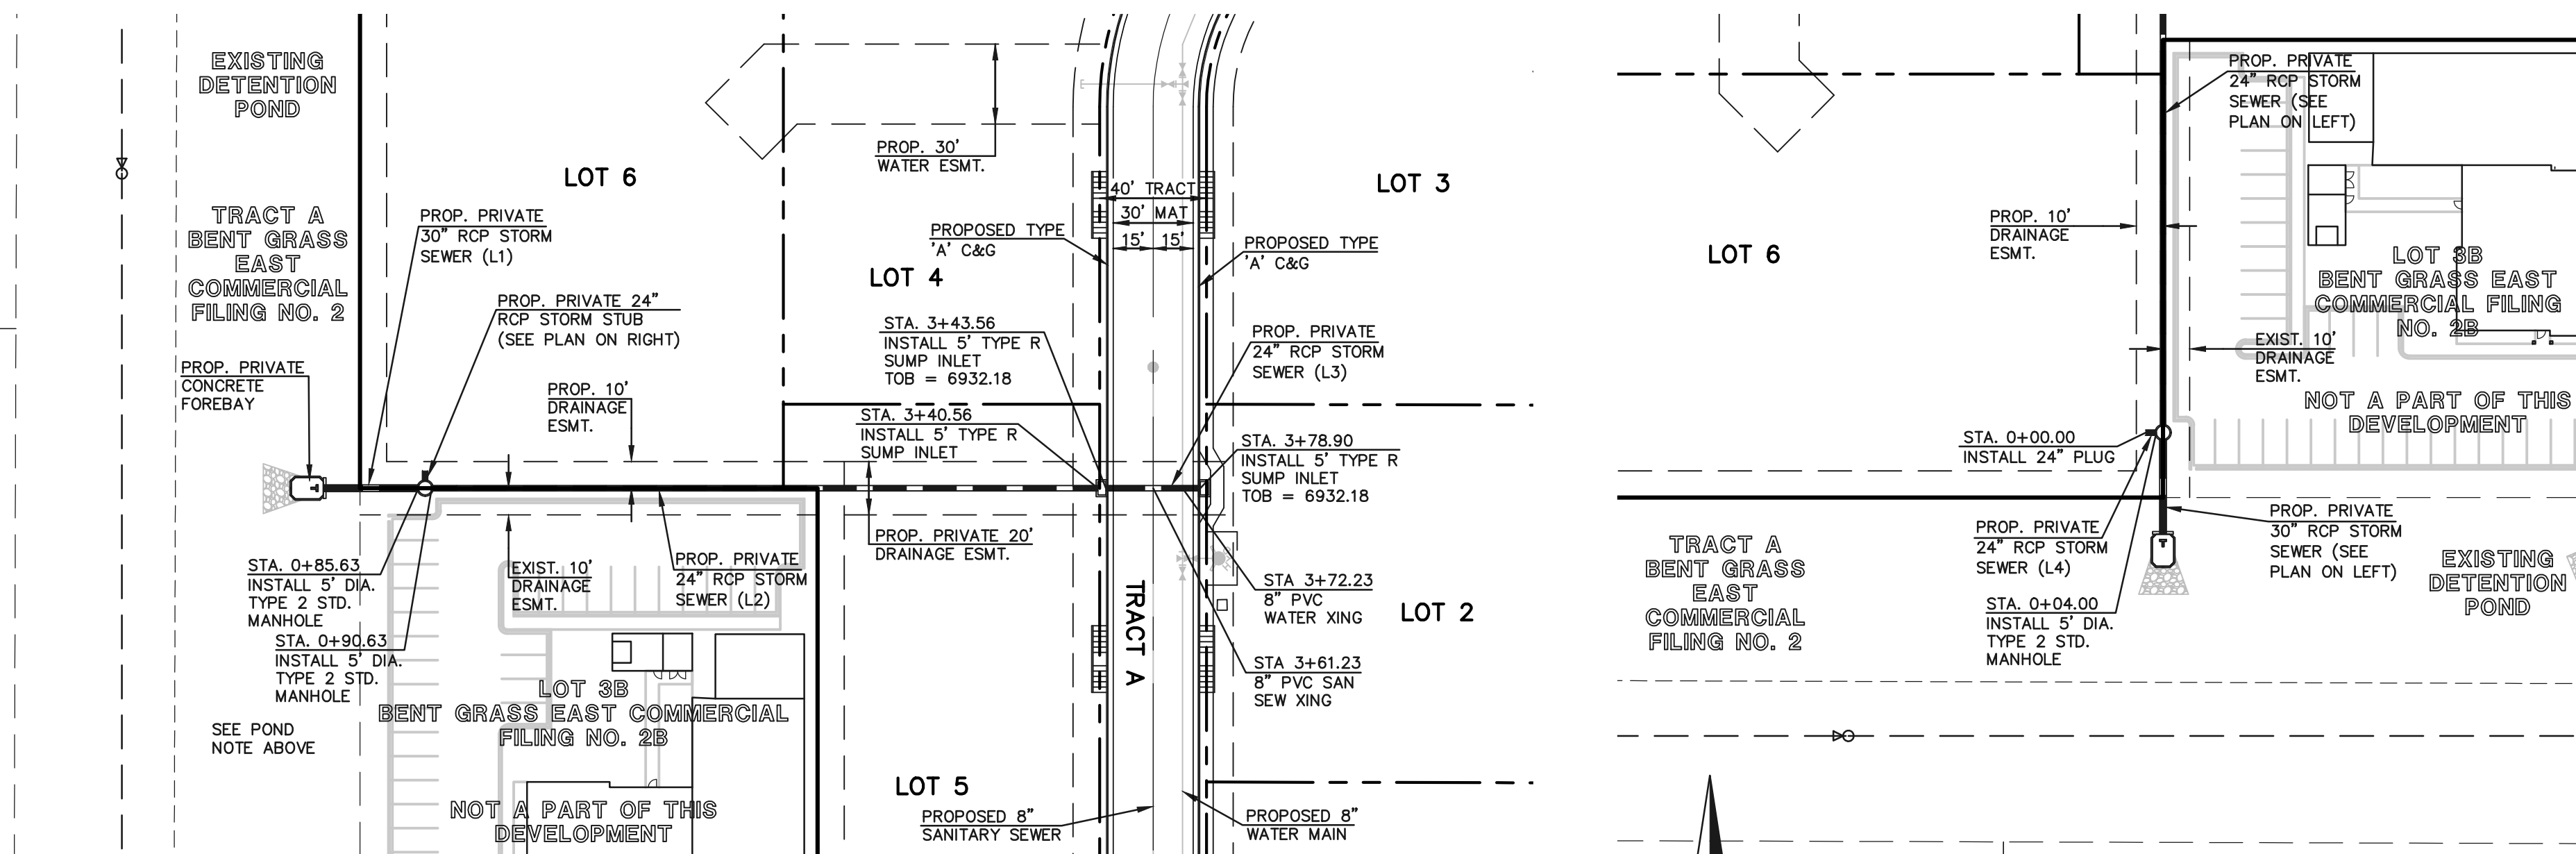 EXISTING
DETENTION
POND
TRACT A
BENT GRASS
EAST
COMMERCIAL
FILING NO. 2
PROP. PRIVATE
30" RCP STORM
SEWER (L1)
PROP. PRIVATE 24"
RCP STORM STUB
(SEE PLAN ON RIGHT)
PROP. PRIVATE
CONCRETE
FOREBAY
PROP. 10'
DRAINAGE
ESMT.
LOT 6
PROP. 30'
WATER ESMT.
40' TRACT
30' MAT
15'
15'
PROPOSED TYPE
'A' C&G
PROPOSED TYPE
'A' C&G
LOT 3
LOT 4
STA. 3+43.56
INSTALL 5' TYPE R
SUMP INLET
TOB = 6932.18
STA. 3+40.56
INSTALL 5' TYPE R
SUMP INLET
PROP. PRIVATE
24" RCP STORM
SEWER (L3)
STA. 3+78.90
INSTALL 5' TYPE R
SUMP INLET
TOB = 6932.18
PROP. PRIVATE 20'
DRAINAGE ESMT.
STA. 0+85.63
INSTALL 5' DIA.
TYPE 2 STD.
MANHOLE
STA. 0+90.63
INSTALL 5' DIA.
TYPE 2 STD.
MANHOLE
SEE POND
NOTE ABOVE
EXIST. 10'
DRAINAGE
ESMT.
PROP. PRIVATE
24" RCP STORM
SEWER (L2)
LOT 3B
BENT GRASS EAST COMMERCIAL
FILING NO. 2B
NOT A PART OF THIS
DEVELOPMENT
TRACT A
STA 3+72.23
8" PVC
WATER XING
STA 3+61.23
8" PVC SAN
SEW XING
LOT 2
LOT 5
PROPOSED 8"
SANITARY SEWER
PROPOSED 8"
WATER MAIN
PROP. PRIVATE
24" RCP STORM
SEWER (SEE
PLAN ON LEFT)
PROP. 10'
DRAINAGE
ESMT.
LOT 6
LOT 3B
BENT GRASS EAST
COMMERCIAL FILING
NO. 2B
EXIST. 10'
DRAINAGE
ESMT.
NOT A PART OF THIS
DEVELOPMENT
STA. 0+00.00
INSTALL 24" PLUG
PROP. PRIVATE
24" RCP STORM
SEWER (L4)
STA. 0+04.00
INSTALL 5' DIA.
TYPE 2 STD.
MANHOLE
PROP. PRIVATE
30" RCP STORM
SEWER (SEE
PLAN ON LEFT)
TRACT A
BENT GRASS
EAST
COMMERCIAL
FILING NO. 2
EXISTING
DETENTION
POND